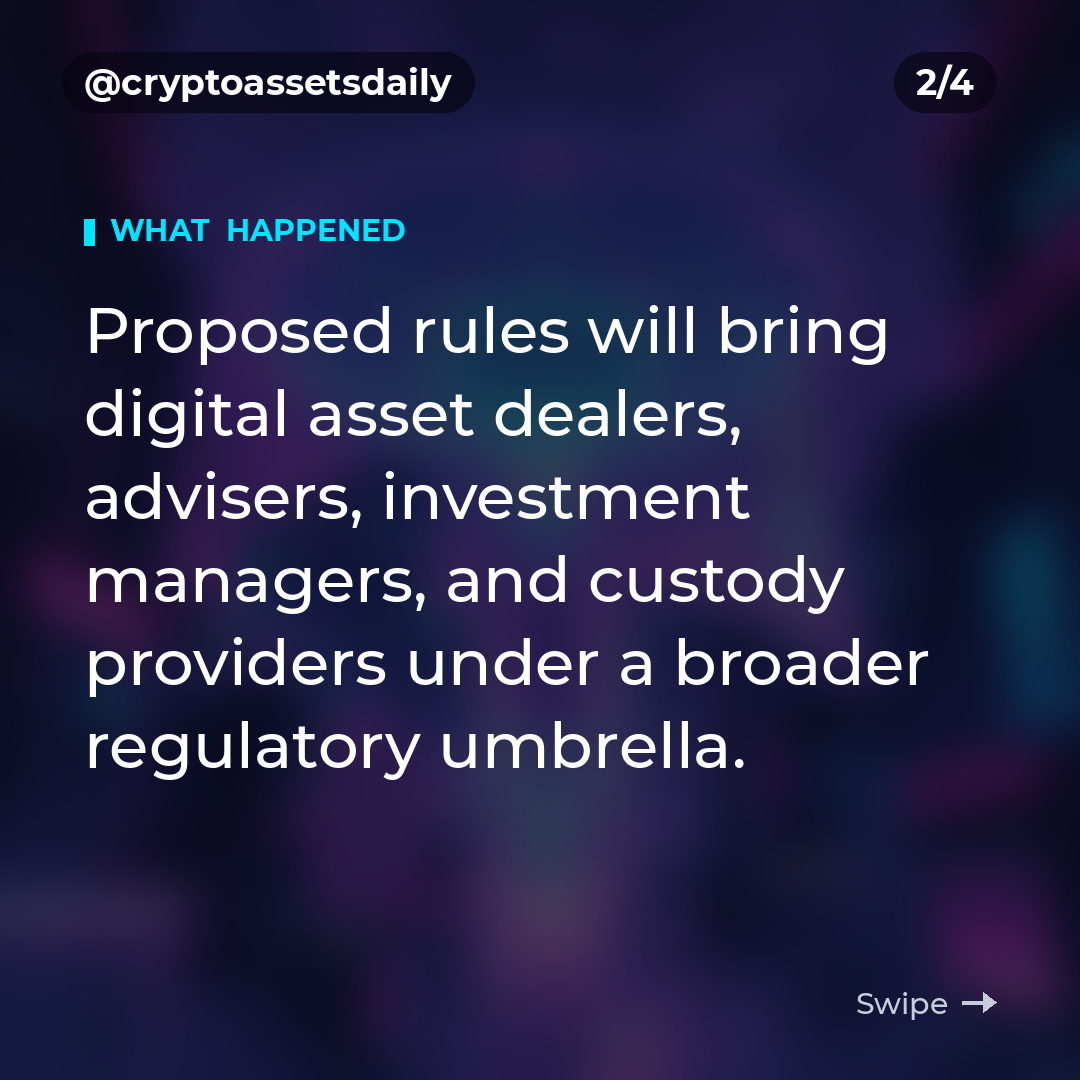 @cryptoassetsdaily
2/4
WHAT HAPPENED
Proposed rules will bring
digital asset dealers,
advisers, investment
managers, and custody
providers under a broader
regulatory umbrella.
Swipe